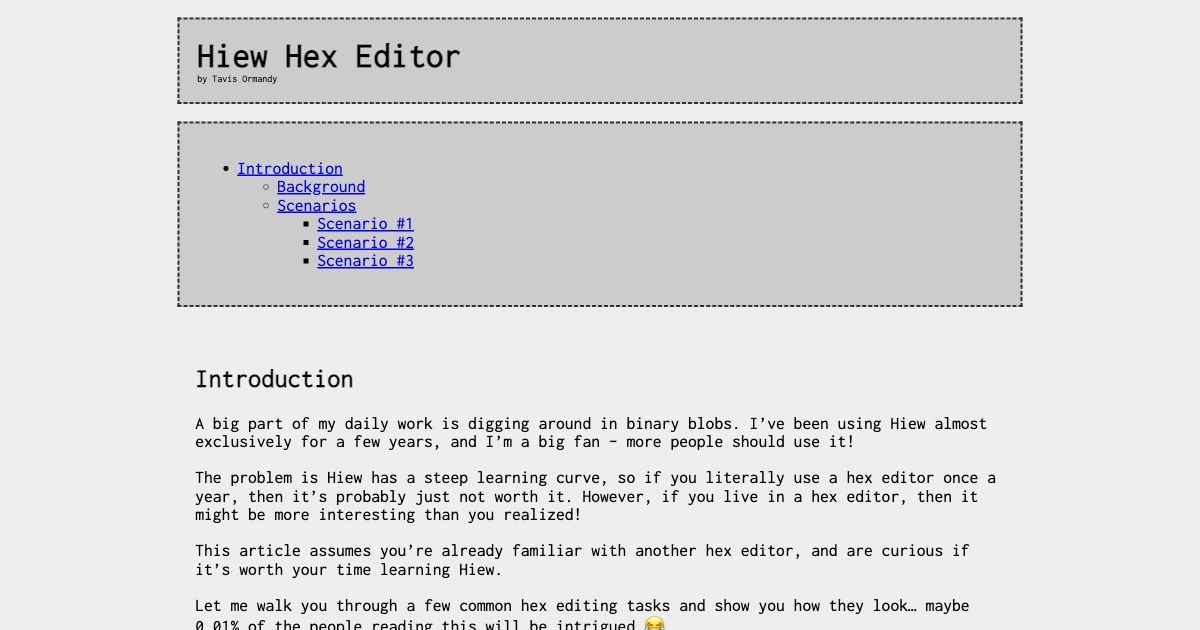 Hiew Hex Editor
by Tavis Ormandy
Introduction
Background
Scenarios
Scenario #1
Scenario #2
Scenario #3
Introduction
A big part of my daily work is digging around in binary blobs. I’ve been using Hiew almost
exclusively for a few years, and I’m a big fan – more people should use it!
The problem is Hiew has a steep learning curve, so if you literally use a hex editor once a
year, then it’s probably just not worth it. However, if you live in a hex editor, then it
might be more interesting than you realized!
This article assumes you’re already familiar with another hex editor, and are curious if
it’s worth your time learning Hiew.
Let me walk you through a few common hex editing tasks and show you how they look… maybe
0.01% of the people reading this will be intrigued 😂